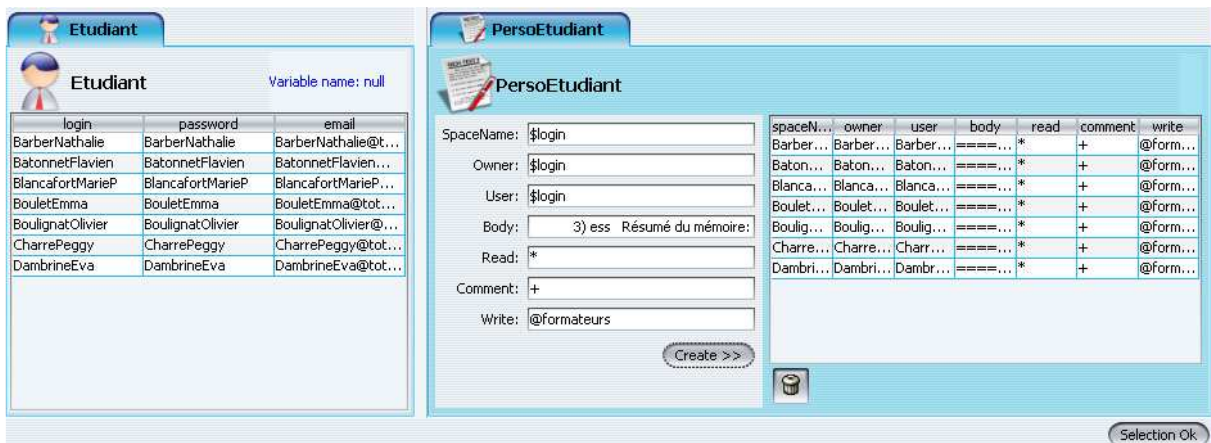 Etudiant
Etudiant
Variable name: null
login password email
BarberNathalie BarberNathalie BarberNathalie@t...
BatonnetFlavien BatonnetFlavien BatonnetFlavien...
BlancafortMarieP BlancafortMarieP BlancafortMarieP...
BouletEmma BouletEmma BouletEmma@tot...
BoulignatOlivier BoulignatOlivier BoulignatOlivier@...
CharrePeggy CharrePeggy CharrePeggy@tot...
DambrineEva DambrineEva DambrineEva@tot...
PersoEtudiant
PersoEtudiant
SpaceName: $login
Owner: $login
User: $login
Body: 3) ess Résumé du mémoire:
Read: *
Comment: +
Write: @formateurs
Create >>
spaceN... owner user body read comment write
Barber... Barber... Barber... ====... * + @form...
Baton... Baton... Baton... ====... * + @form...
Blanca... Blanca... Blanca... ====... * + @form...
Boulet... Boulet... Boulet... ====... * + @form...
Boulig... Boulig... Boulig... ====... * + @form...
Charre... Charre... Charr... ====... * + @form...
Dambri... Dambri... Dambr... ====... * + @form...
Selection Ok